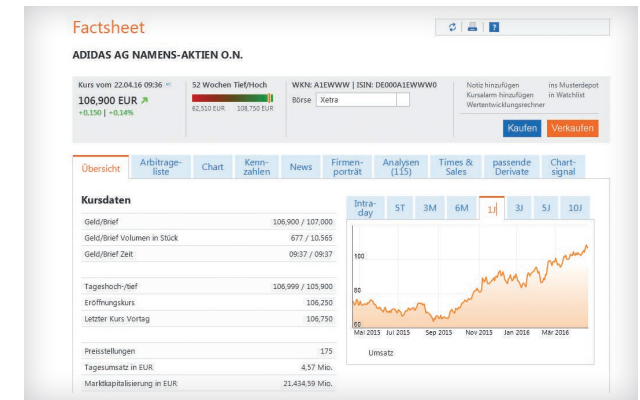 Factsheet
?
ADIDAS AG NAMENS-AKTIEN O.N.
Kurs vom 22.04.16 09:36
52 Wochen Tief/Hoch
WKN: A1EWWW | ISIN: DE000A1EWWW0
Notiz hinzufügen ins Musterdepot
Kursalarm hinzufügen in Watchlist
Wertentwicklungsrechner
106,900 EUR
+0,150 | +0,14%
62,510 EUR 108,750 EUR
Börse Xetra
Kaufen Verkaufen
Übersicht
Arbitrage-
liste
Chart
Kenn-
zahlen
News
Firmen-
porträt
Analysen
(115)
Times &
Sales
passende
Derivate
Chart-
signal
Kursdaten
Geld/Brief 106,900 / 107,000
Geld/Brief Volumen in Stück 677 / 10.565
Geld/Brief Zeit 09:37 / 09:37
Tageshoch-/tief 106,999 / 105,900
Eröffnungskurs 106,250
Letzter Kurs Vortag 106,750
Preisstellungen 175
Tagesumsatz in EUR 4,57 Mio.
Marktkapitalisierung in EUR 21.434,59 Mio.
Intra-
day
5T 3M 6M 1J 3J 5J 10J
100
80
60
Mai 2015 Jul 2015 Sep 2015 Nov 2015 Jan 2016 Mär 2016
Umsatz